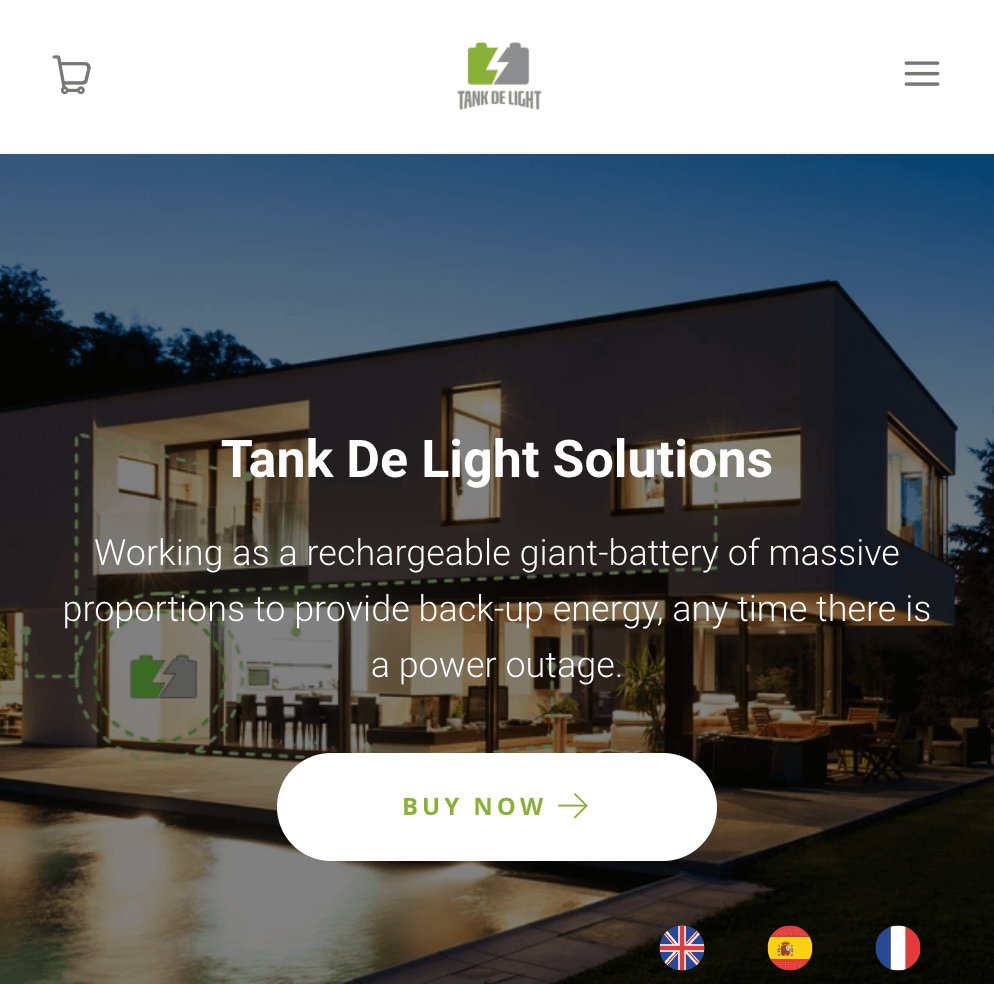 TANK DE LIGHT
Tank De Light Solutions
Working as a rechargeable giant-battery of massive
proportions to provide back-up energy, any time there is
a power outage.
BUY NOW